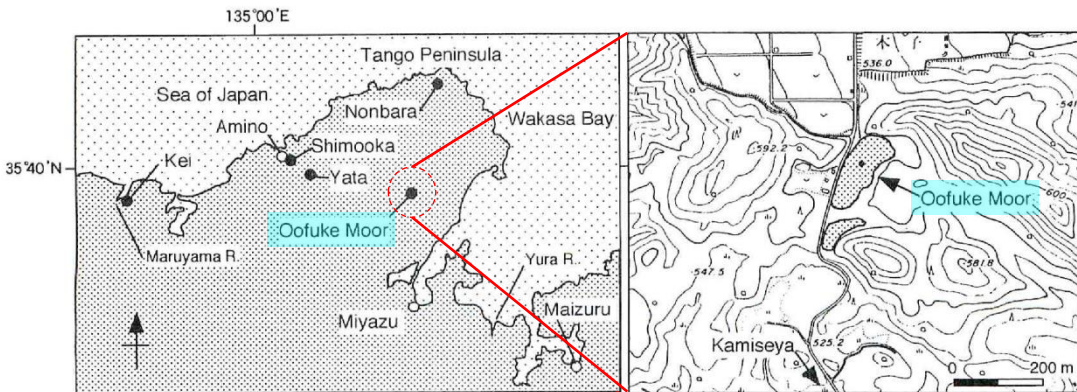 135°00′E
Tango Peninsula
Sea of Japan
Nonbara
Wakasa Bay
Amino
Shimooka
35°40′N
Kei
Yata
Oofuke Moor
Maruyama R.
Yura R.
Miyazu
Maizuru
木子
536.0
592.2
Oofuke Moor
600
547.5
581.8
525.2
Kamiseya
0 200 m